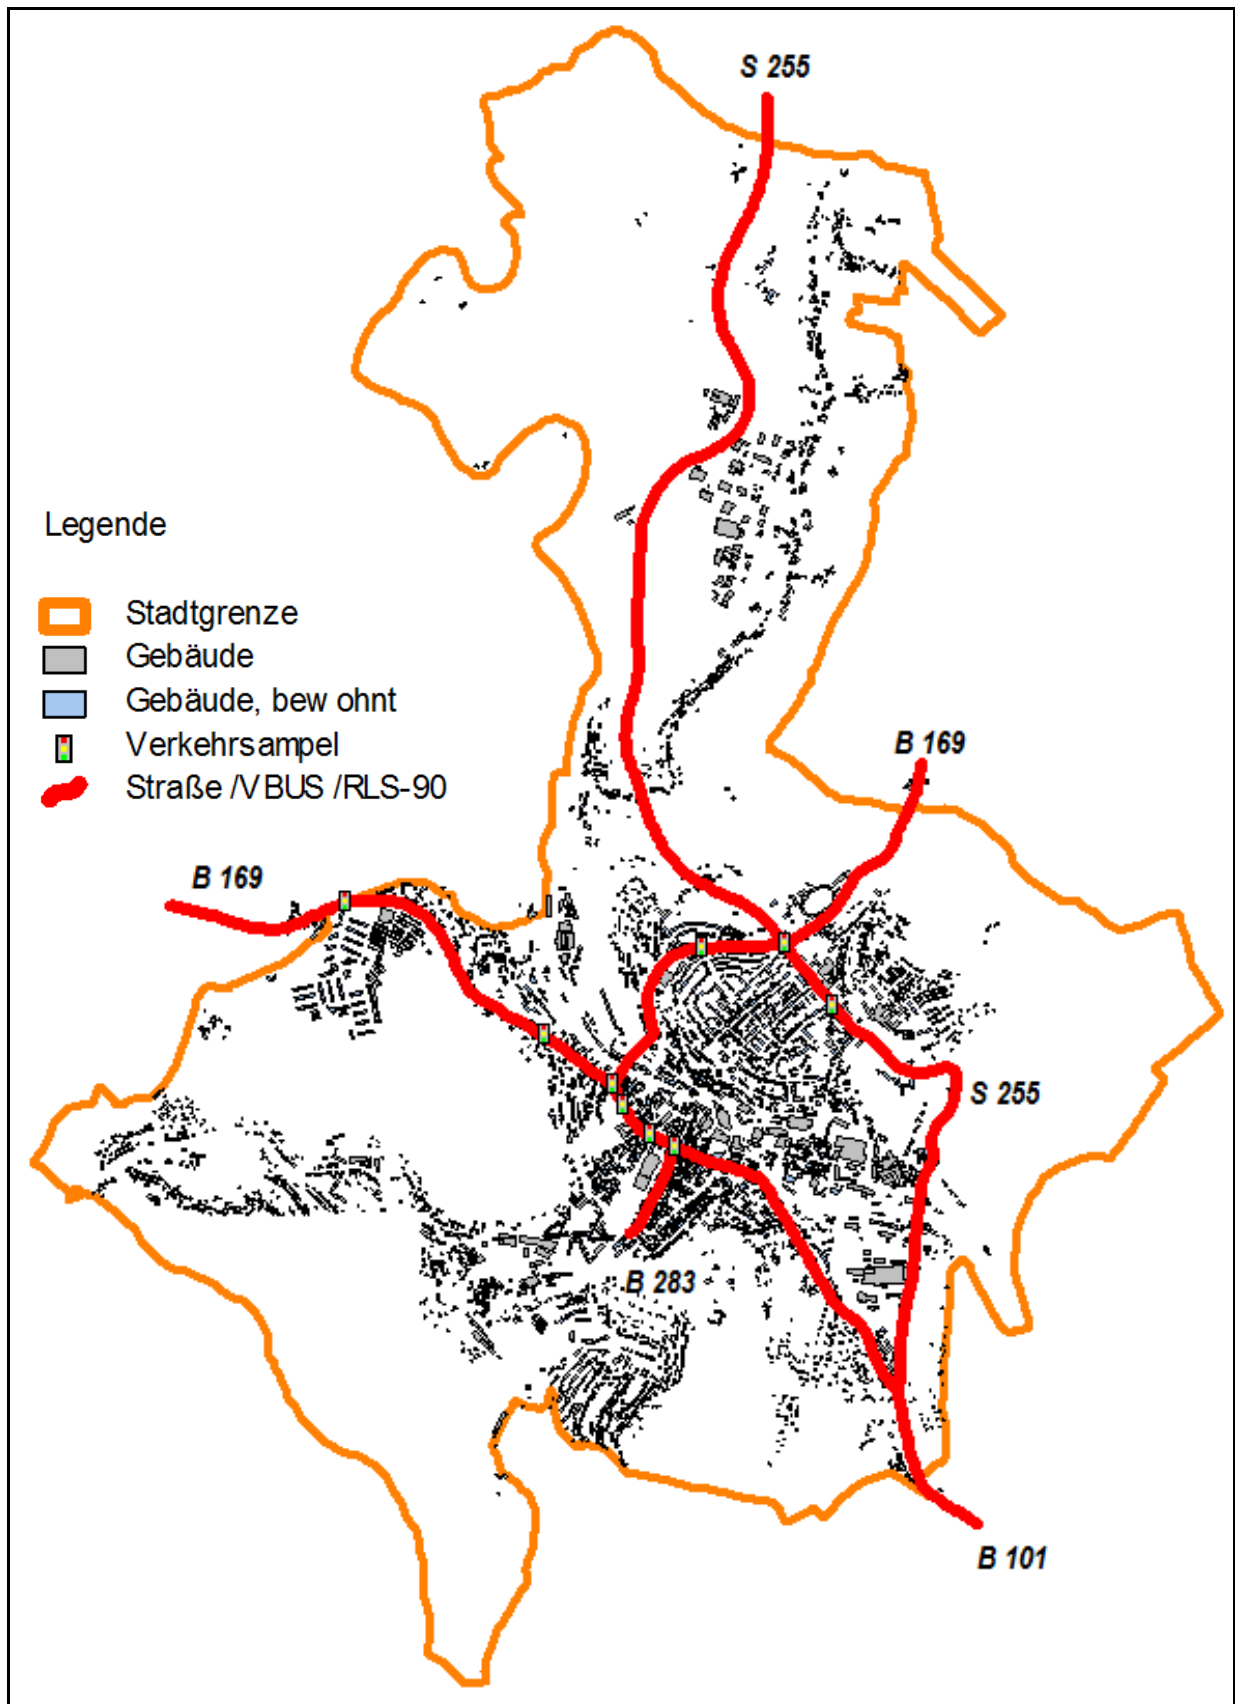 S 255
Legende
Stadtgrenze
Gebäude
Gebäude, bew ohnt
Verkehrsampel
Straße /VBUS /RLS-90
B 169
B 169
S 255
B 283
B 101